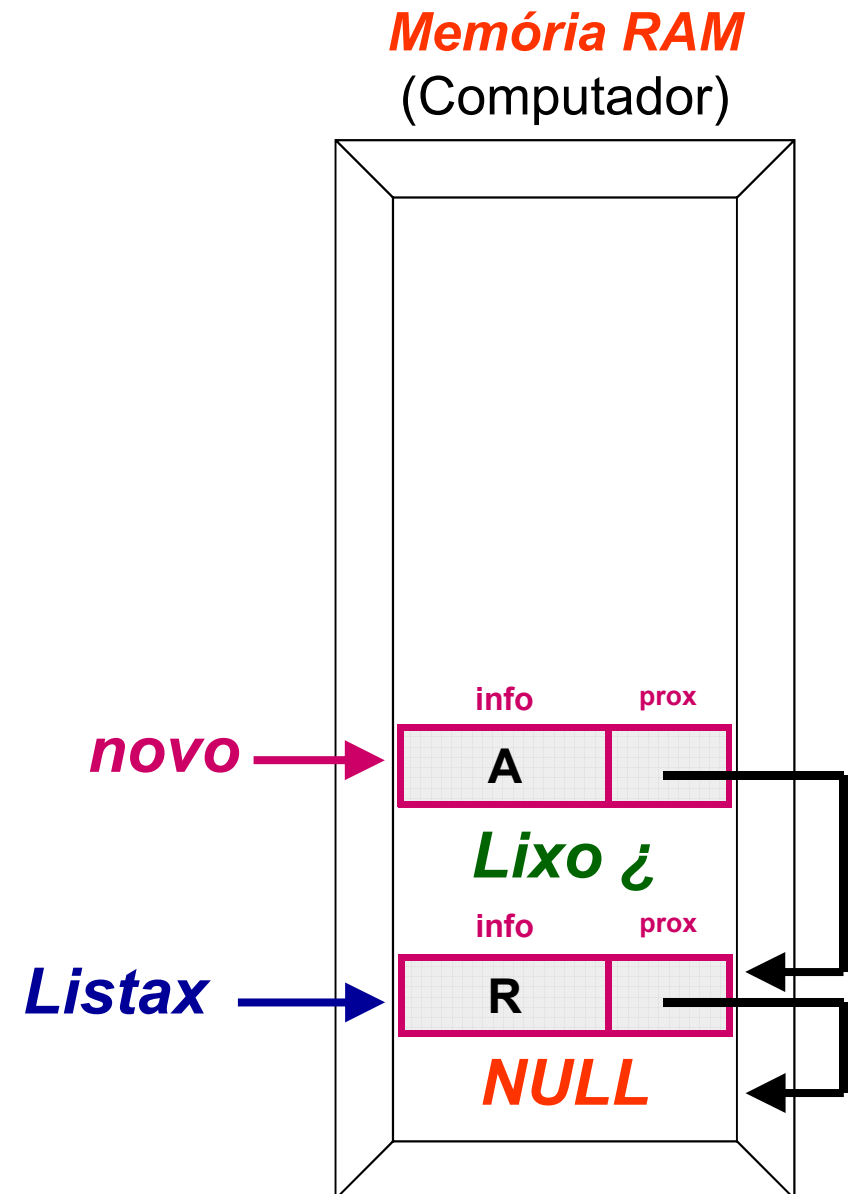 Memória RAM
(Computador)
info prox
novo A
Lixo ¿
info prox
Listax R
NULL